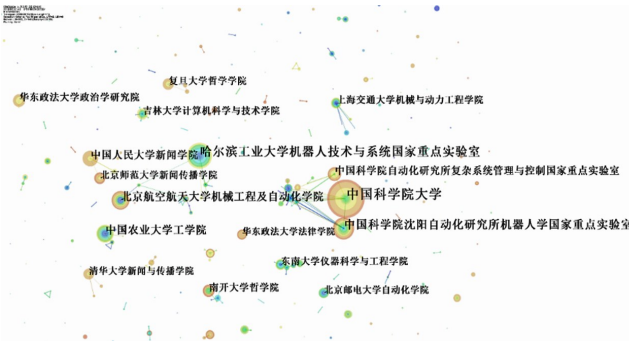 复旦大学哲学学院
华东政法大学政治学研究院
上海交通大学机械与动力工程学院
吉林大学计算机科学与技术学院
中国人民大学新闻学院
哈尔滨工业大学机器人技术与系统国家重点实验室
中国科学院自动化研究所复杂系统管理与控制国家重点实验室
北京师范大学新闻传播学院
北京航空航天大学机械工程及自动化学院
中国科学院大学
中国科学院沈阳自动化研究所机器人学国家重点实验室
中国农业大学工学院
华东政法大学法律学院
东南大学仪器科学与工程学院
清华大学新闻与传播学院
南开大学哲学院
北京邮电大学自动化学院